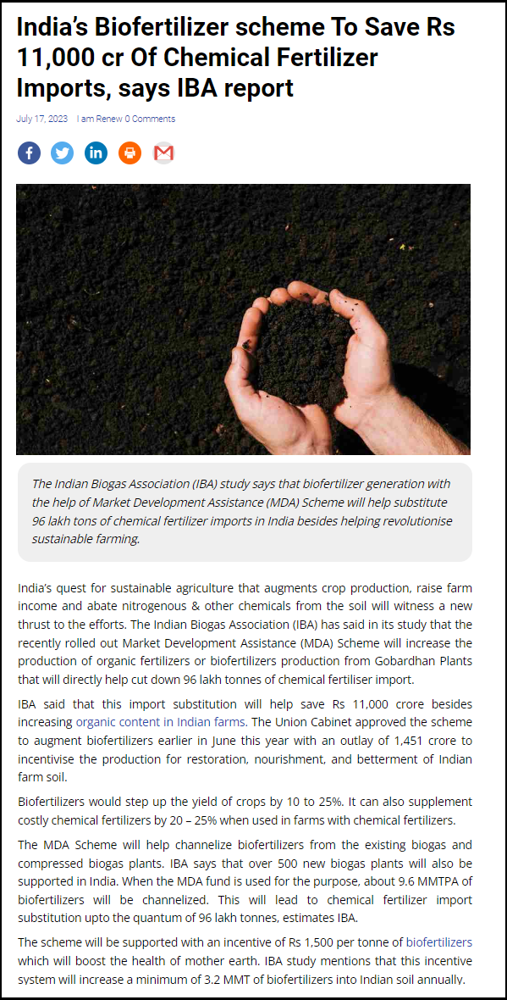 India's Biofertilizer scheme To Save Rs
11,000 cr Of Chemical Fertilizer
Imports, says IBA report
July 17, 2023 I am Renew 0 Comments
f in M
The Indian Biogas Association (IBA) study says that biofertilizer generation with
the help of Market Development Assistance (MDA) Scheme will help substitute
96 lakh tons of chemical fertilizer imports in India besides helping revolutionise
sustainable farming.
India's quest for sustainable agriculture that augments crop production, raise farm
income and abate nitrogenous & other chemicals from the soil will witness a new
thrust to the efforts. The Indian Biogas Association (IBA) has said in its study that the
recently rolled out Market Development Assistance (MDA) Scheme will increase the
production of organic fertilizers or biofertilizers production from Gobardhan Plants
that will directly help cut down 96 lakh tonnes of chemical fertiliser import.
IBA said that this import substitution will help save Rs 11,000 crore besides
increasing organic content in Indian farms. The Union Cabinet approved the scheme
to augment biofertilizers earlier in June this year with an outlay of 1,451 crore to
incentivise the production for restoration, nourishment, and betterment of Indian
farm soil.
Biofertilizers would step up the yield of crops by 10 to 25%. It can also supplement
costly chemical fertilizers by 20 – 25% when used in farms with chemical fertilizers.
The MDA Scheme will help channelize biofertilizers from the existing biogas and
compressed biogas plants. IBA says that over 500 new biogas plants will also be
supported in India. When the MDA fund is used for the purpose, about 9.6 MMTPA of
biofertilizers will be channelized. This will lead to chemical fertilizer import
substitution upto the quantum of 96 lakh tonnes, estimates IBA.
The scheme will be supported with an incentive of Rs 1,500 per tonne of biofertilizers
which will boost the health of mother earth. IBA study mentions that this incentive
system will increase a minimum of 3.2 MMT of biofertilizers into Indian soil annually.